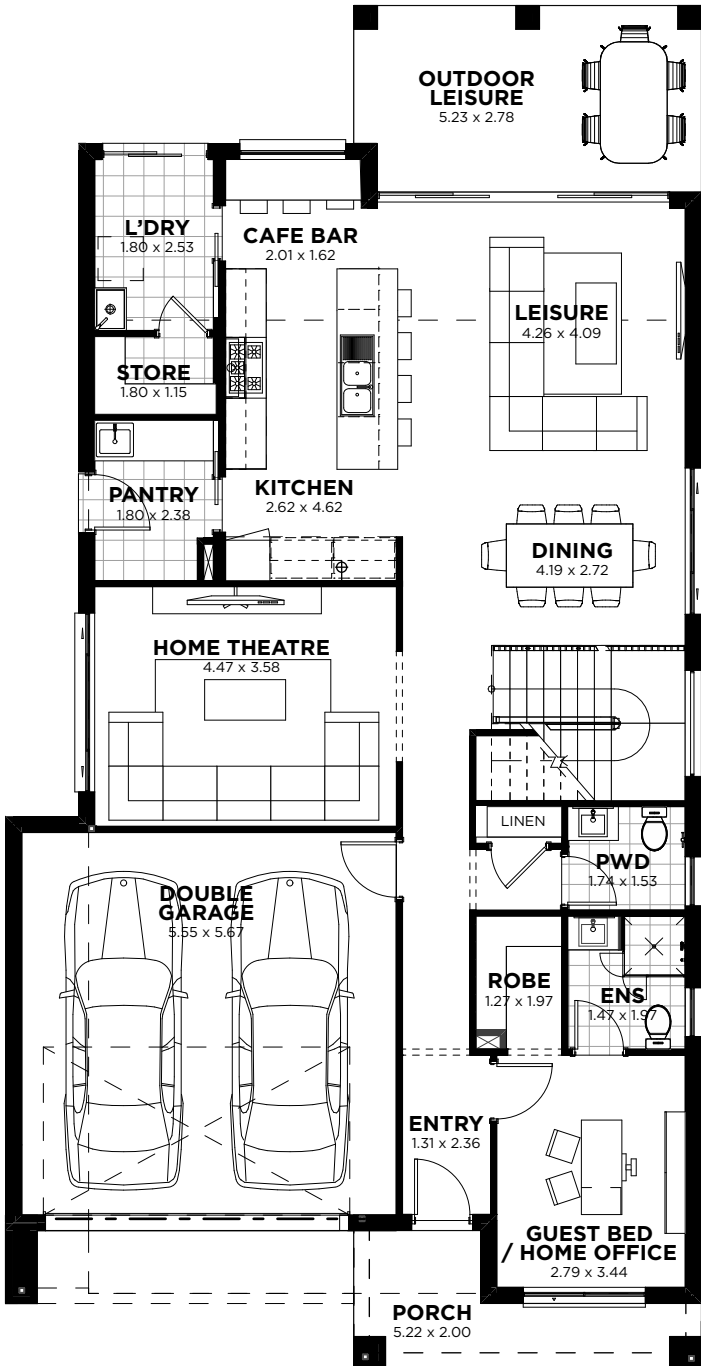 OUTDOOR
LEISURE
5.23 x 2.78
L'DRY
1.80 x 2.53
CAFE BAR
2.01 x 1.62
LEISURE
4.26 x 4.09
STORE
1.80 x 1.15
PANTRY
1.80 x 2.38
KITCHEN
2.62 x 4.62
DINING
4.19 x 2.72
HOME THEATRE
4.47 x 3.58
LINEN
PWD
1.74 x 1.53
DOUBLE
GARAGE
5.55 x 5.67
ROBE
1.27 x 1.97
ENS
1.47 x 1.97
ENTRY
1.31 x 2.36
GUEST BED
/ HOME OFFICE
2.79 x 3.44
PORCH
5.22 x 2.00